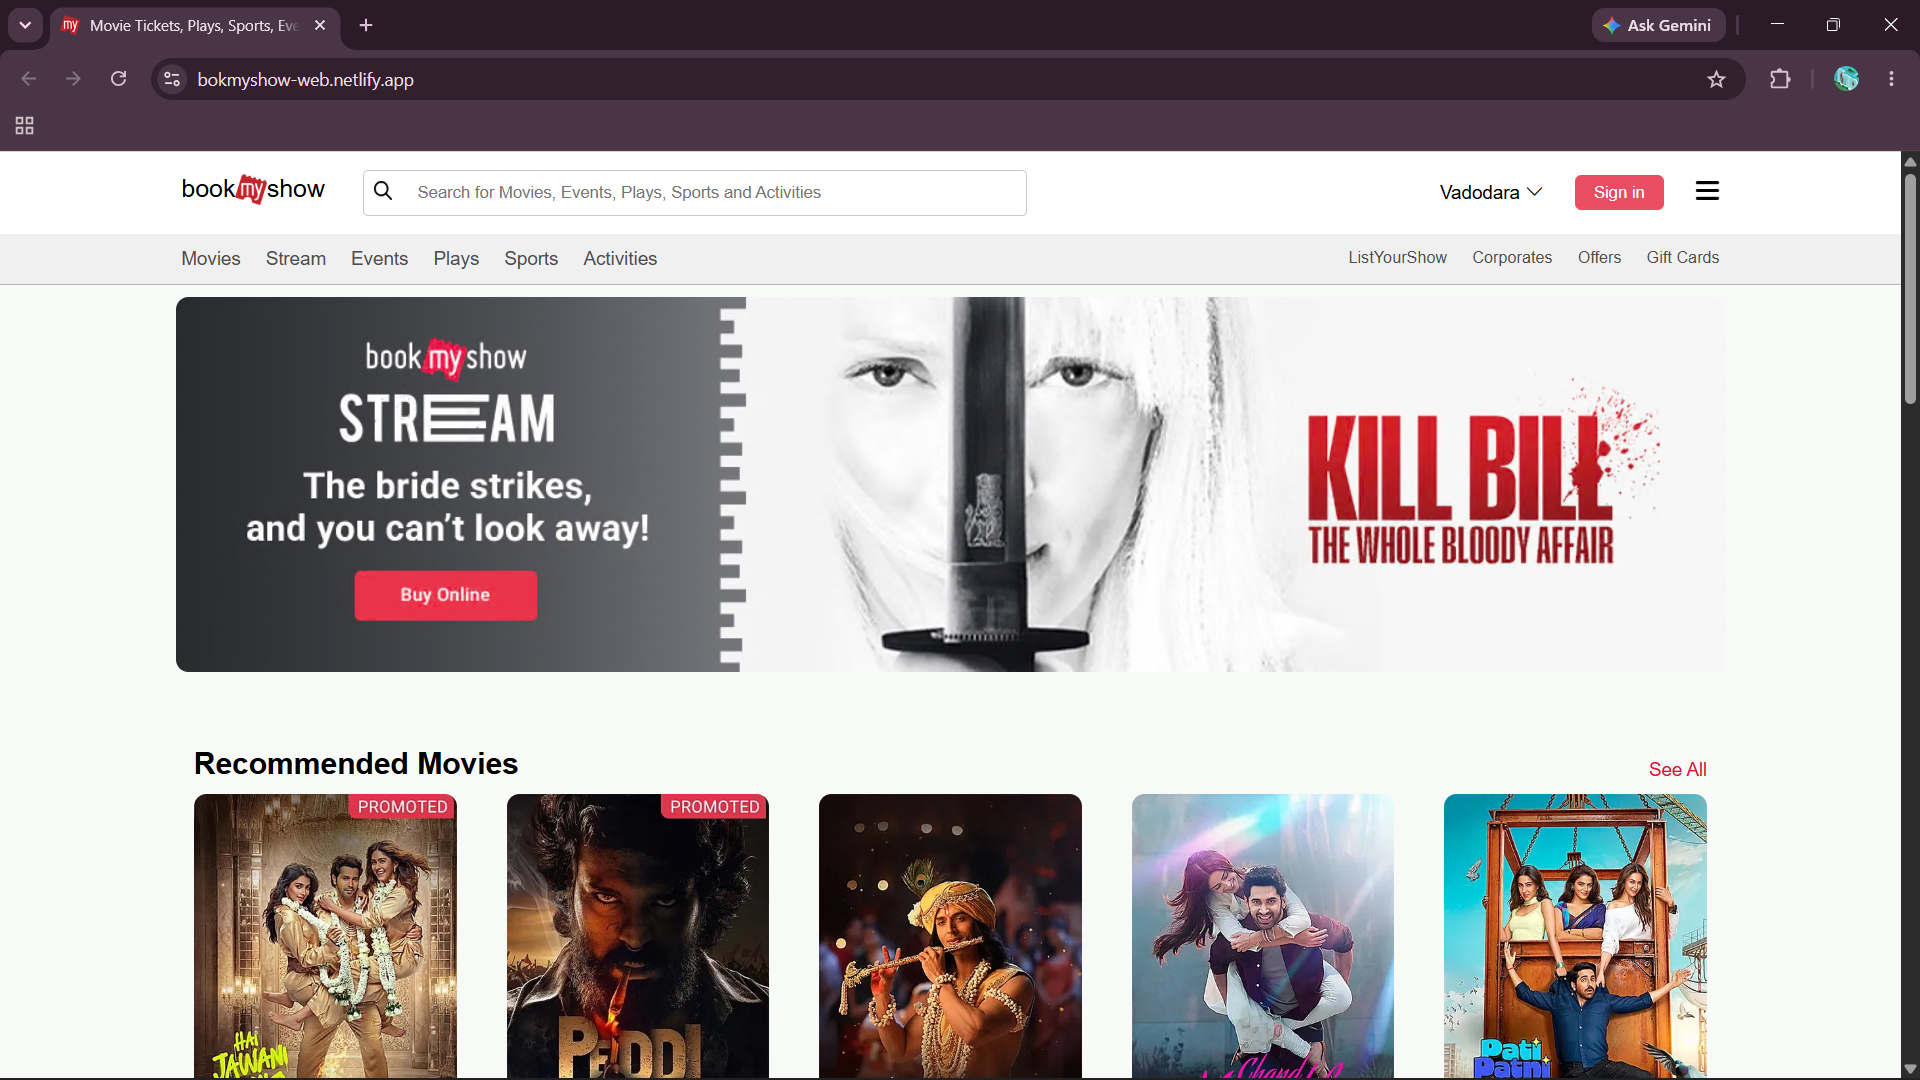 Movie Tickets, Plays, Sports, Eve
Ask Gemini
bokmyshow-web.netlify.app
bookmyshow
Search for Movies, Events, Plays, Sports and Activities
Vadodara
Sign in
Movies Stream Events Plays Sports Activities
ListYourShow Corporates Offers Gift Cards
bookmyshow
STREAM
The bride strikes,
and you can't look away!
Buy Online
KILL BILL
THE WHOLE BLOODY AFFAIR
Recommended Movies
See All
PROMOTED
PROMOTED
HAI
JAWANI
PEDDI
Chand
Pati
Patni